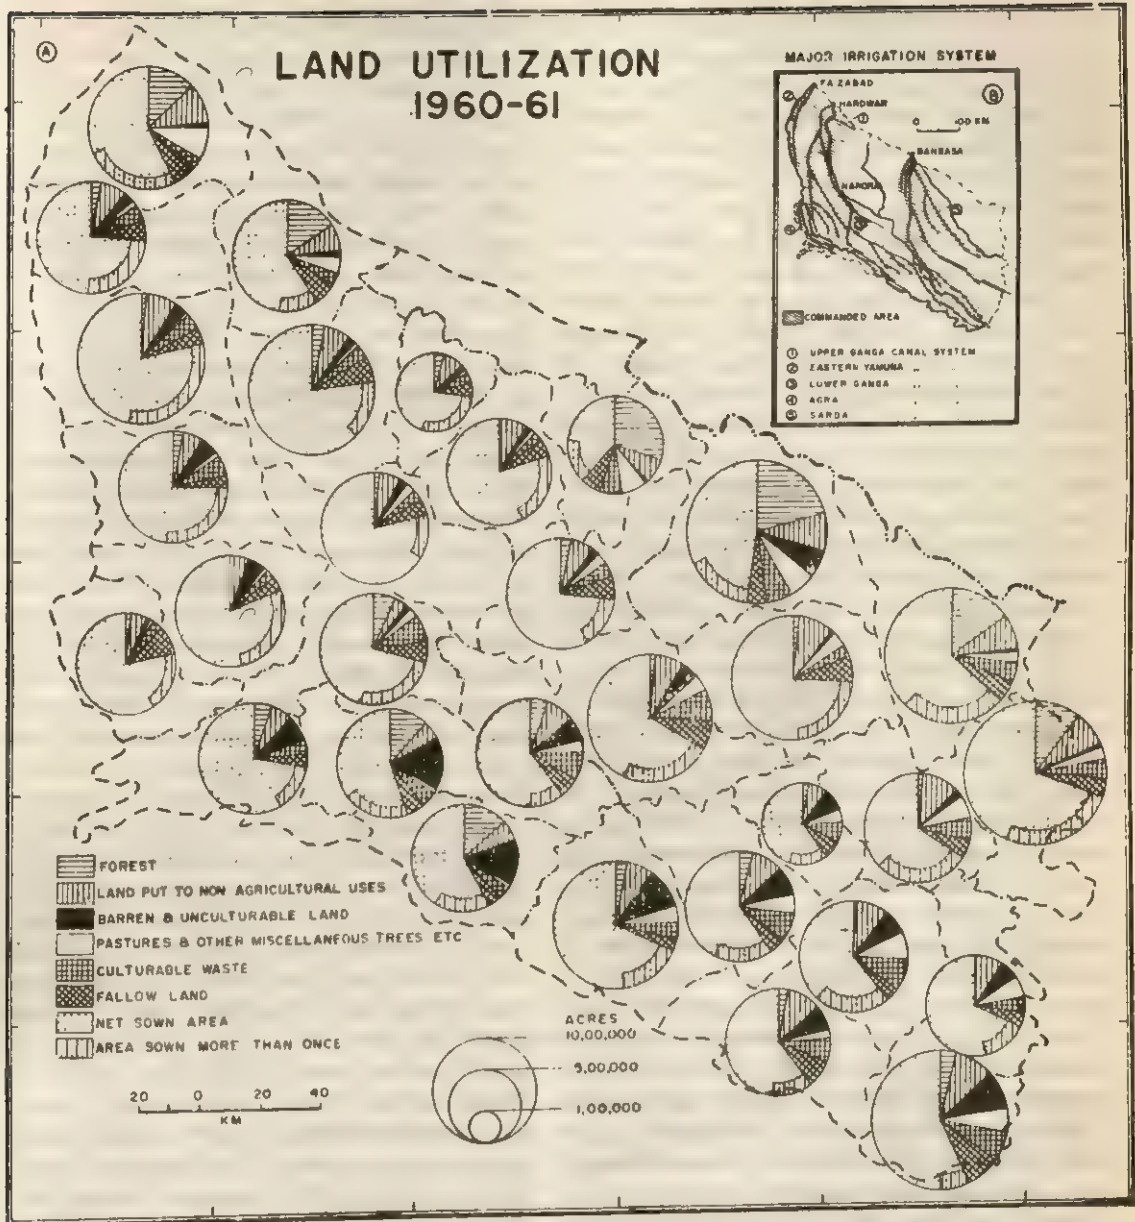 A
LAND UTILIZATION
1960-61
MAJOR IRRIGATION SYSTEM
B
FAIZABAD
HARDWAR
BANBASA
NARORA
COMMANDED AREA
① UPPER GANGA CANAL SYSTEM
② EASTERN YAMUNA „ „
③ LOWER GANGA
④ AGRA
⑤ SARDA
FOREST
LAND PUT TO NON AGRICULTURAL USES
BARREN & UNCULTURABLE LAND
PASTURES & OTHER MISCELLANEOUS TREES ETC
CULTURABLE WASTE
FALLOW LAND
NET SOWN AREA
AREA SOWN MORE THAN ONCE
ACRES
10,00,000
5,00,000
1,00,000
20 0 20 40
KM